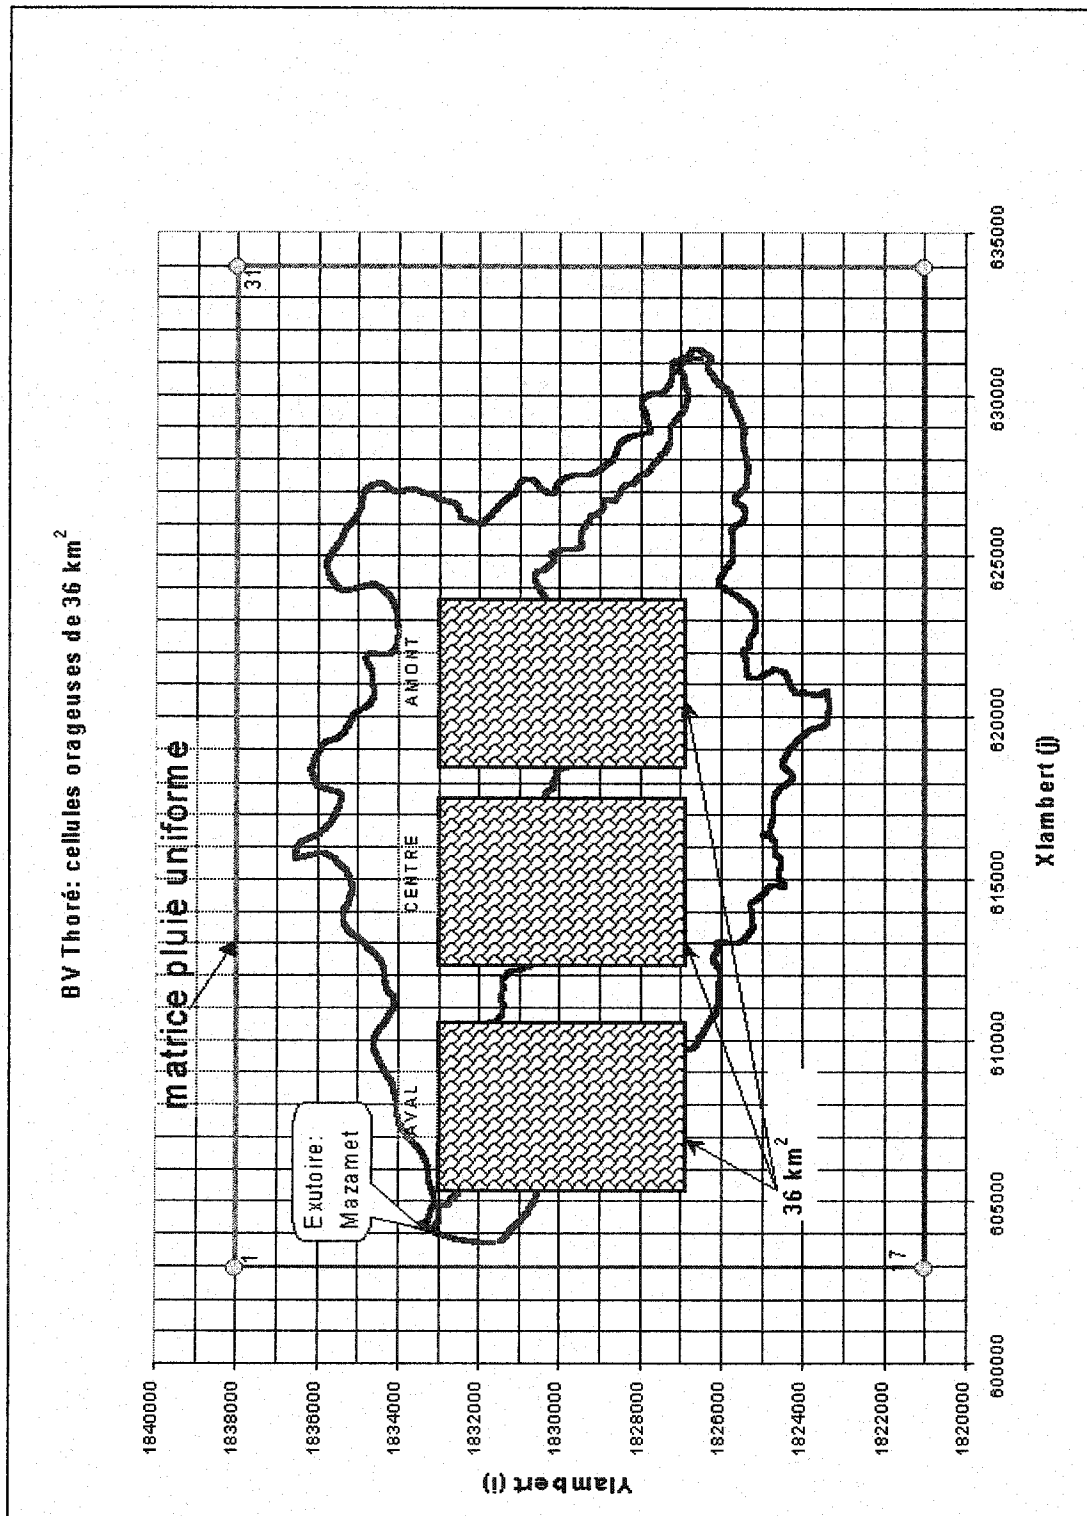 BV Thoré: cellules orageuses de 36 km²
matrice pluie uniforme
1
31
17
Exutoire:
Mazamet
AVAL
CENTRE
AMONT
36 km²
Ylambert (i)
1840000
1838000
1836000
1834000
1832000
1830000
1828000
1826000
1824000
1822000
1820000
600000
605000
610000
615000
620000
625000
630000
635000
Xlambert (j)